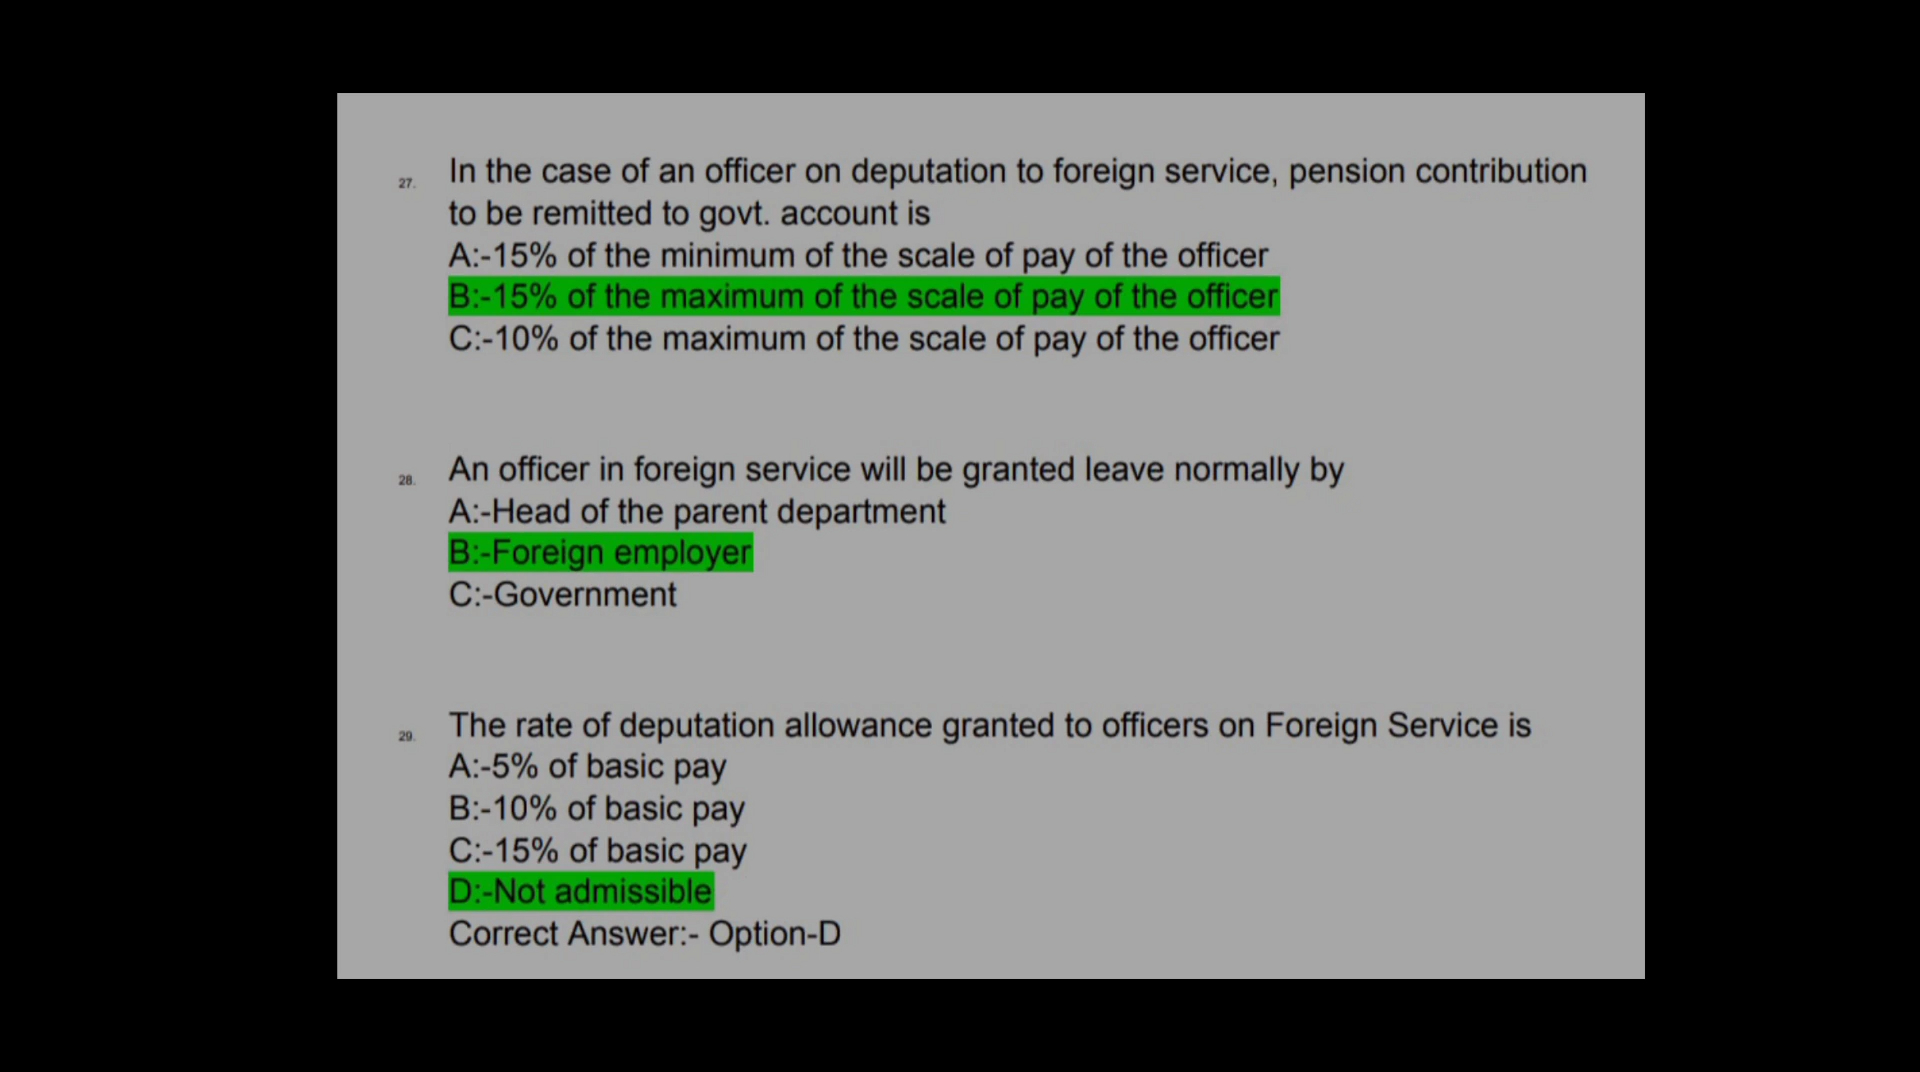 27. In the case of an officer on deputation to foreign service, pension contribution
to be remitted to govt. account is
A:-15% of the minimum of the scale of pay of the officer
B:-15% of the maximum of the scale of pay of the officer
C:-10% of the maximum of the scale of pay of the officer
28. An officer in foreign service will be granted leave normally by
A:-Head of the parent department
B:-Foreign employer
C:-Government
29. The rate of deputation allowance granted to officers on Foreign Service is
A:-5% of basic pay
B:-10% of basic pay
C:-15% of basic pay
D:-Not admissible
Correct Answer:- Option-D